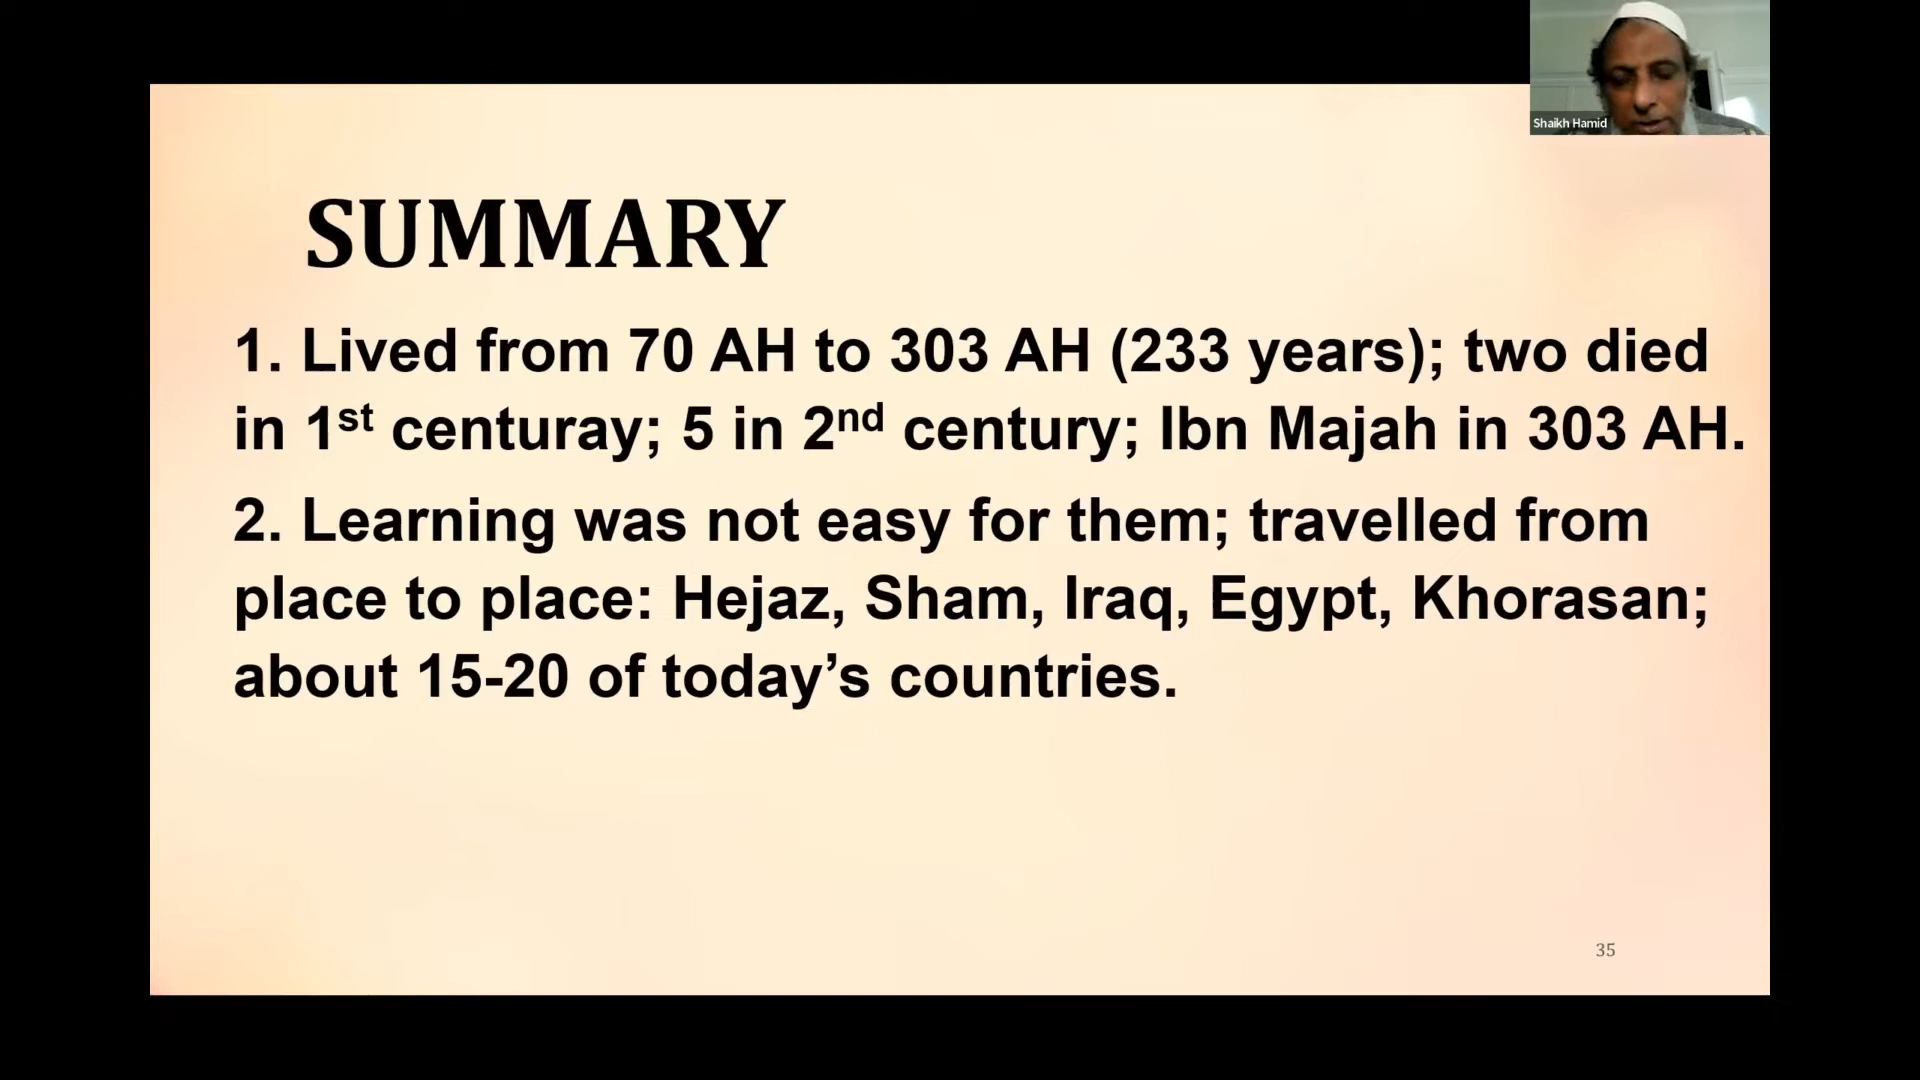 Shaikh Hamid
SUMMARY
1. Lived from 70 AH to 303 AH (233 years); two died
in 1st centuray; 5 in 2nd century; Ibn Majah in 303 AH.
2. Learning was not easy for them; travelled from
place to place: Hejaz, Sham, Iraq, Egypt, Khorasan;
about 15-20 of today’s countries.
35